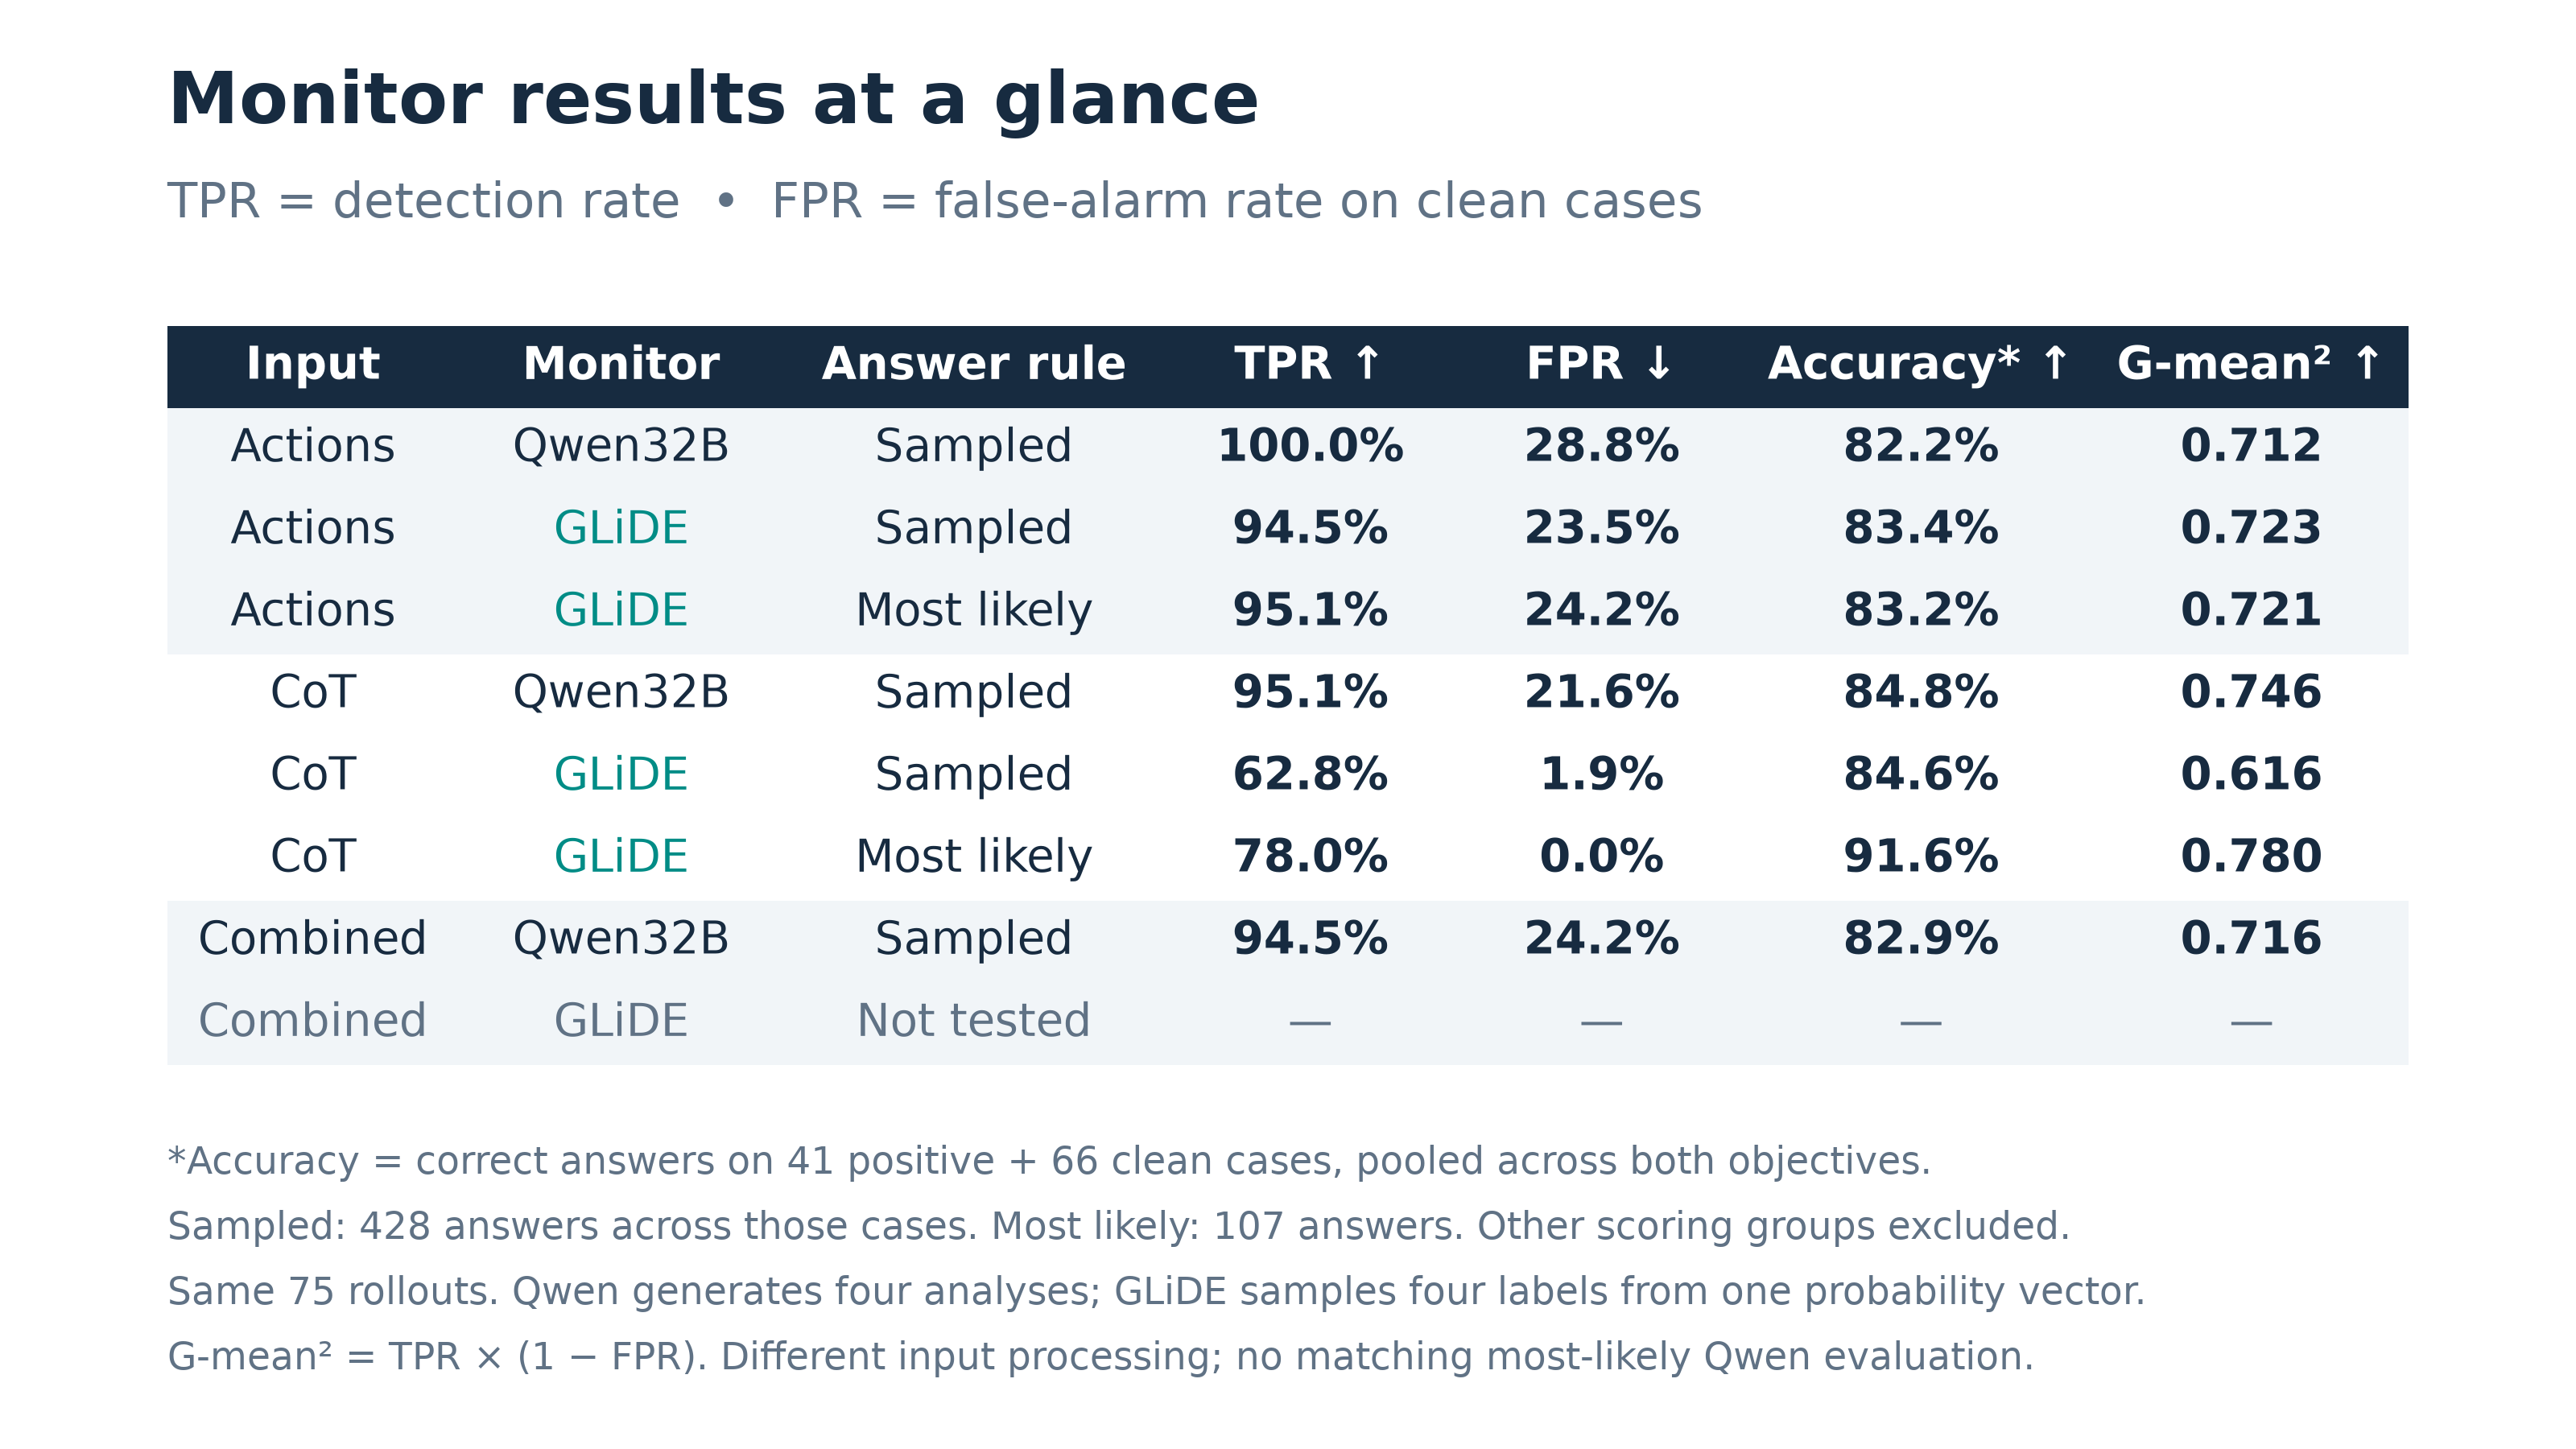 Monitor results at a glance
TPR = detection rate • FPR = false-alarm rate on clean cases
Input Monitor Answer rule TPR ↑ FPR ↓ Accuracy* ↑ G-mean² ↑
Actions Qwen32B Sampled 100.0% 28.8% 82.2% 0.712
Actions GLiDE Sampled 94.5% 23.5% 83.4% 0.723
Actions GLiDE Most likely 95.1% 24.2% 83.2% 0.721
CoT Qwen32B Sampled 95.1% 21.6% 84.8% 0.746
CoT GLiDE Sampled 62.8% 1.9% 84.6% 0.616
CoT GLiDE Most likely 78.0% 0.0% 91.6% 0.780
Combined Qwen32B Sampled 94.5% 24.2% 82.9% 0.716
Combined GLiDE Not tested — — — —
*Accuracy = correct answers on 41 positive + 66 clean cases, pooled across both objectives.
Sampled: 428 answers across those cases. Most likely: 107 answers. Other scoring groups excluded.
Same 75 rollouts. Qwen generates four analyses; GLiDE samples four labels from one probability vector.
G-mean² = TPR × (1 − FPR). Different input processing; no matching most-likely Qwen evaluation.